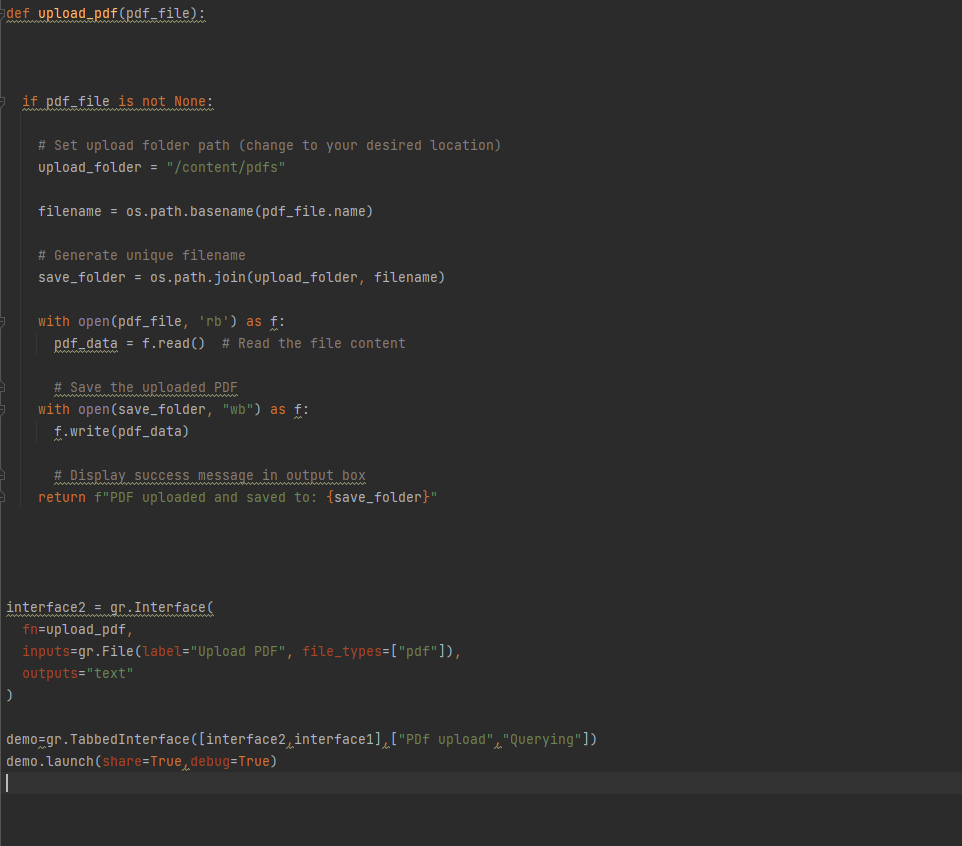 def upload_pdf(pdf_file):
if pdf_file is not None:
# Set upload folder path (change to your desired location)
upload_folder = "/content/pdfs"
filename = os.path.basename(pdf_file.name)
# Generate unique filename
save_folder = os.path.join(upload_folder, filename)
with open(pdf_file, 'rb') as f:
pdf_data = f.read()  # Read the file content
# Save the uploaded PDF
with open(save_folder, "wb") as f:
f.write(pdf_data)
# Display success message in output box
return f"PDF uploaded and saved to: {save_folder}"
interface2 = gr.Interface(
fn=upload_pdf,
inputs=gr.File(label="Upload PDF", file_types=["pdf"]),
outputs="text"
)
demo=gr.TabbedInterface([interface2,interface1],["PDf upload","Querying"])
demo.launch(share=True,debug=True)